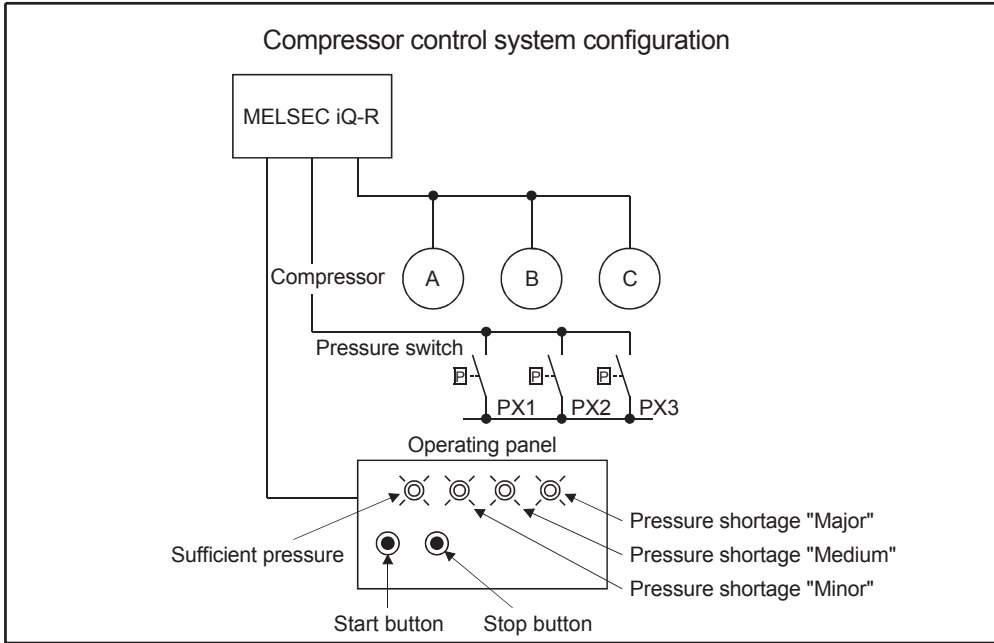 Compressor control system configuration
MELSEC iQ-R
Compressor
A
B
C
Pressure switch
P
P
P
PX1
PX2
PX3
Operating panel
Pressure shortage "Major"
Sufficient pressure
Pressure shortage "Medium"
Pressure shortage "Minor"
Start button
Stop button